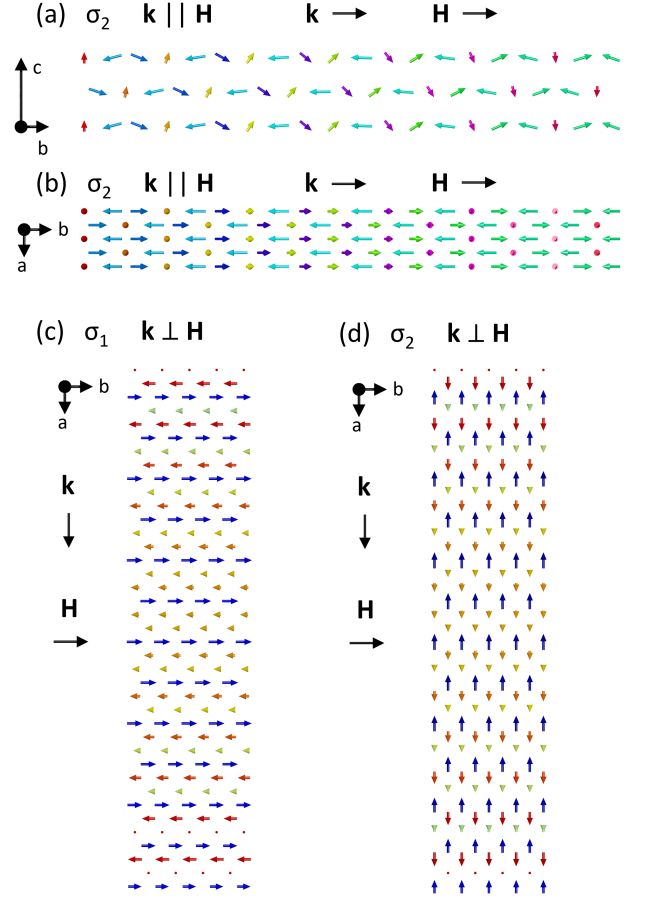 (a) σ2 k || H k H
c
b
(b) σ2 k || H k H
b
a
(c) σ1 k ⊥ H
(d) σ2 k ⊥ H
b
a
b
a
k
k
H
H